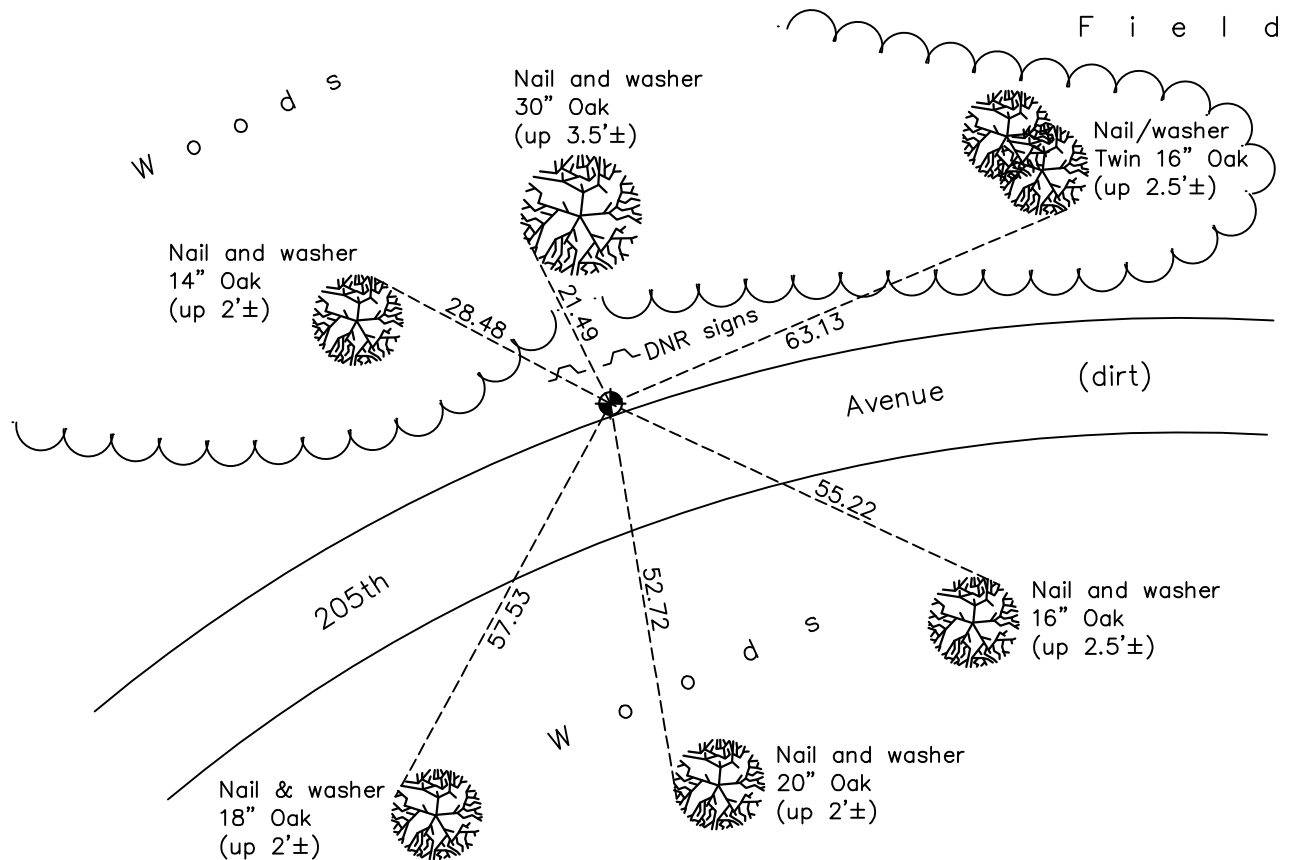 F i e l d
W o o d s
Nail and washer
30” Oak
(up 3.5’±)
Nail/washer
Twin 16” Oak
(up 2.5’±)
Nail and washer
14” Oak
(up 2’±)
28.48
21.49
DNR signs
63.13
Avenue
(dirt)
55.22
205th
57.53
52.72
W o o d s
Nail and washer
16” Oak
(up 2.5’±)
Nail & washer
18” Oak
(up 2’±)
Nail and washer
20” Oak
(up 2’±)